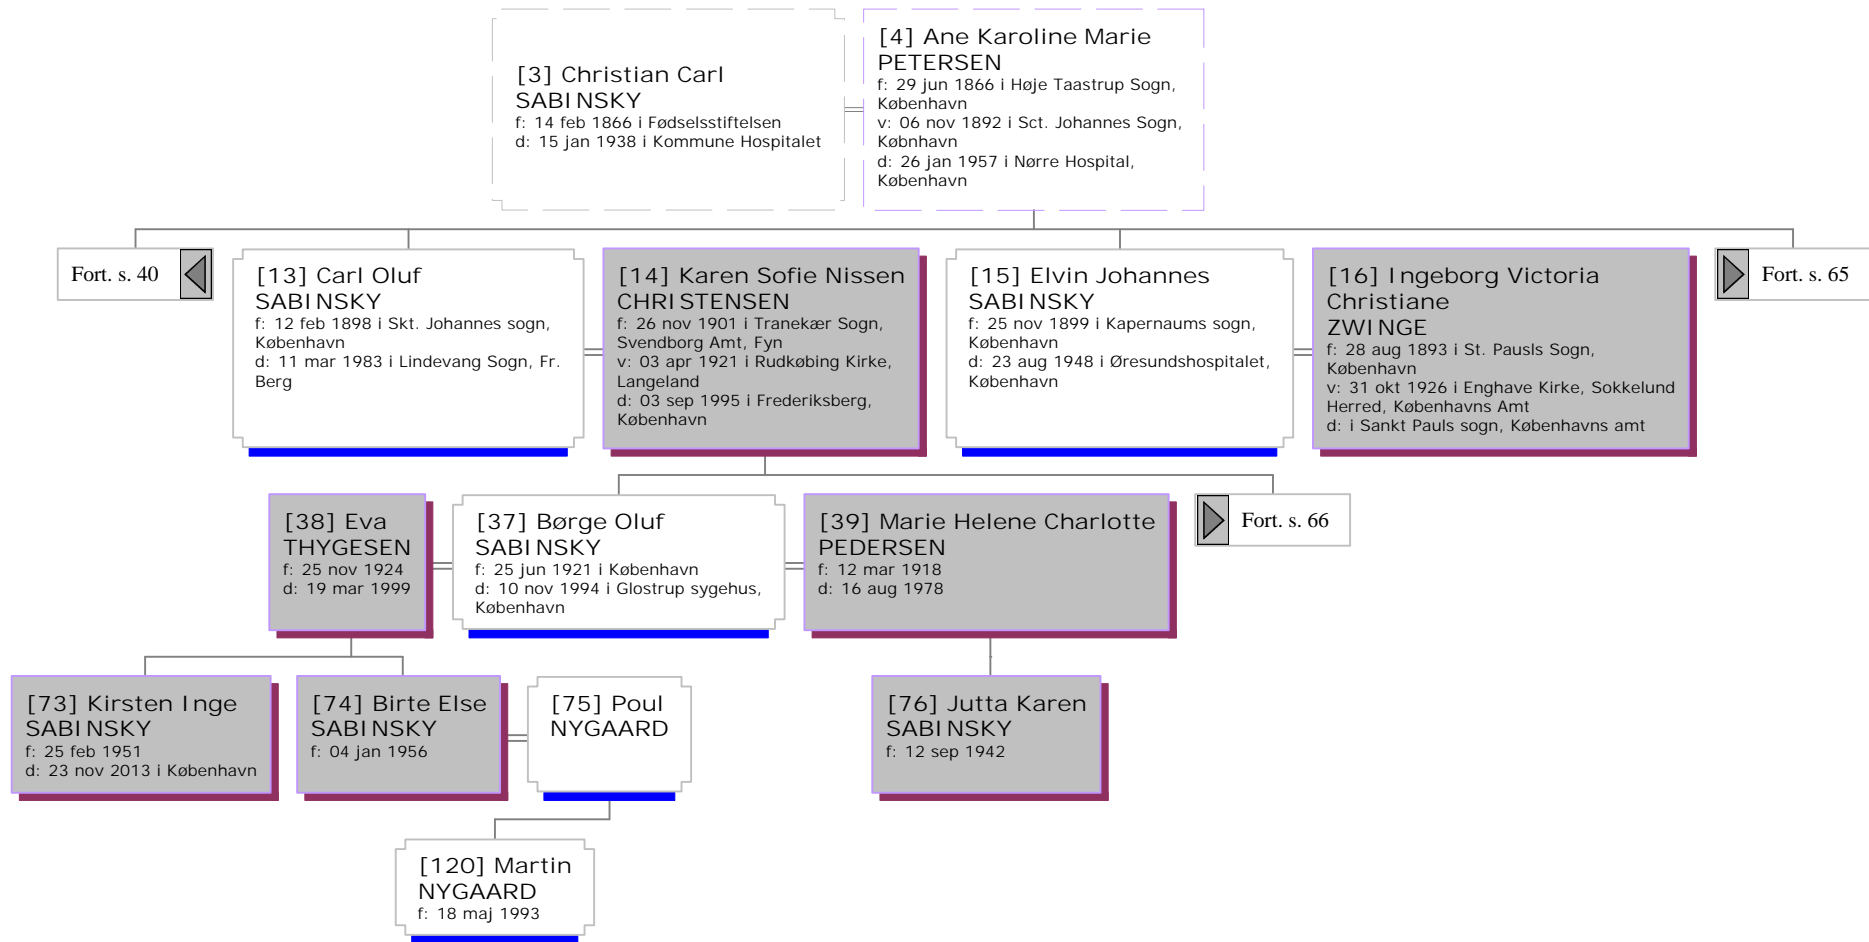 [3] Christian Carl
SABINSKY
f: 14 feb 1866 i Fødselsstiftelsen
d: 15 jan 1938 i Kommune Hospitalet
[4] Ane Karoline Marie
PETERSEN
f: 29 jun 1866 i Høje Taastrup Sogn,
København
v: 06 nov 1892 i Sct. Johannes Sogn,
Købnhavn
d: 26 jan 1957 i Nørre Hospital,
København
Fort. s. 40
[13] Carl Oluf
SABINSKY
f: 12 feb 1898 i Skt. Johannes sogn,
København
d: 11 mar 1983 i Lindevang Sogn, Fr.
Berg
[14] Karen Sofie Nissen
CHRISTENSEN
f: 26 nov 1901 i Tranekær Sogn,
Svendborg Amt, Fyn
v: 03 apr 1921 i Rudkøbing Kirke,
Langeland
d: 03 sep 1995 i Frederiksberg,
København
[15] Elvin Johannes
SABINSKY
f: 25 nov 1899 i Kapernaums sogn,
København
d: 23 aug 1948 i Øresundshospitalet,
København
[16] Ingeborg Victoria
Christiane
ZWINGE
f: 28 aug 1893 i St. Pausls Sogn,
København
v: 31 okt 1926 i Enghave Kirke, Sokkelund
Herred, Københavns Amt
d: i Sankt Pauls sogn, Københavns amt
Fort. s. 65
[38] Eva
THYGESEN
f: 25 nov 1924
d: 19 mar 1999
[37] Børge Oluf
SABINSKY
f: 25 jun 1921 i København
d: 10 nov 1994 i Glostrup sygehus,
København
[39] Marie Helene Charlotte
PEDERSEN
f: 12 mar 1918
d: 16 aug 1978
Fort. s. 66
[73] Kirsten Inge
SABINSKY
f: 25 feb 1951
d: 23 nov 2013 i København
[74] Birte Else
SABINSKY
f: 04 jan 1956
[75] Poul
NYGAARD
[76] Jutta Karen
SABINSKY
f: 12 sep 1942
[120] Martin
NYGAARD
f: 18 maj 1993